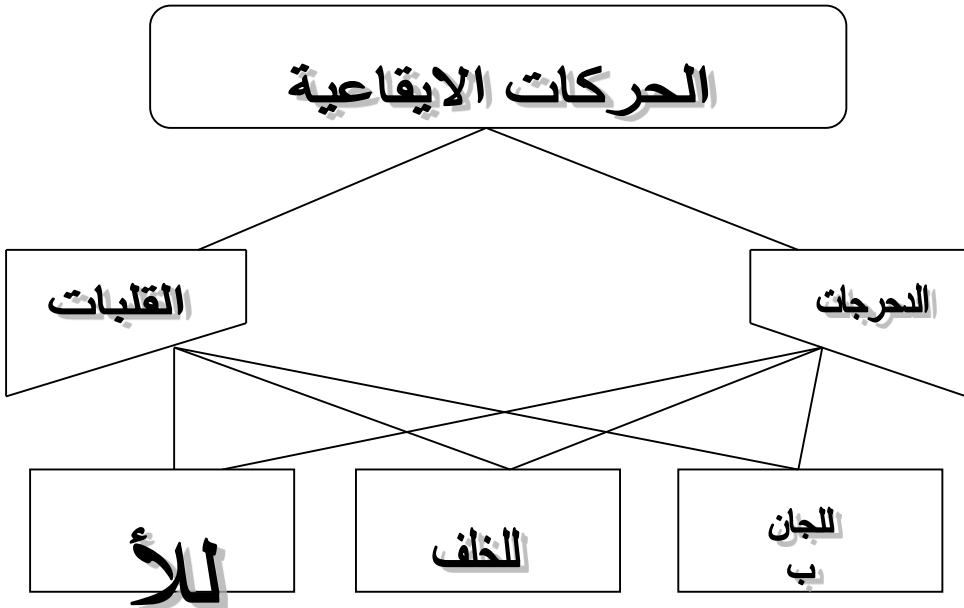 الحركات الايقاعية
الدحرجات
القلبات
للجان
ب
للخلف
للأ